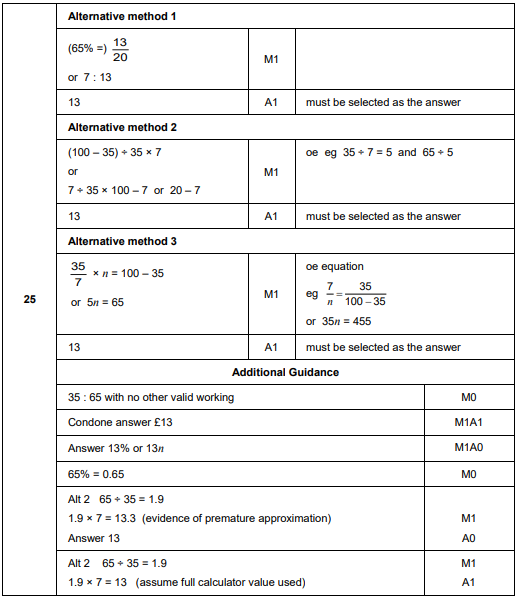 Alternative method 1
(65% =) 13/20
or 7 : 13
M1
13
A1
must be selected as the answer
Alternative method 2
(100 – 35) ÷ 35 × 7
or
7 ÷ 35 × 100 – 7 or 20 – 7
M1
oe eg 35 ÷ 7 = 5 and 65 ÷ 5
13
A1
must be selected as the answer
Alternative method 3
35/7 × n = 100 – 35
or 5n = 65
M1
oe equation
eg 7/n = 35/(100 – 35)
or 35n = 455
25
13
A1
must be selected as the answer
Additional Guidance
35 : 65 with no other valid working
M0
Condone answer £13
M1A1
Answer 13% or 13n
M1A0
65% = 0.65
M0
Alt 2 65 ÷ 35 = 1.9
1.9 × 7 = 13.3 (evidence of premature approximation)
M1
Answer 13
A0
Alt 2 65 ÷ 35 = 1.9
M1
1.9 × 7 = 13 (assume full calculator value used)
A1